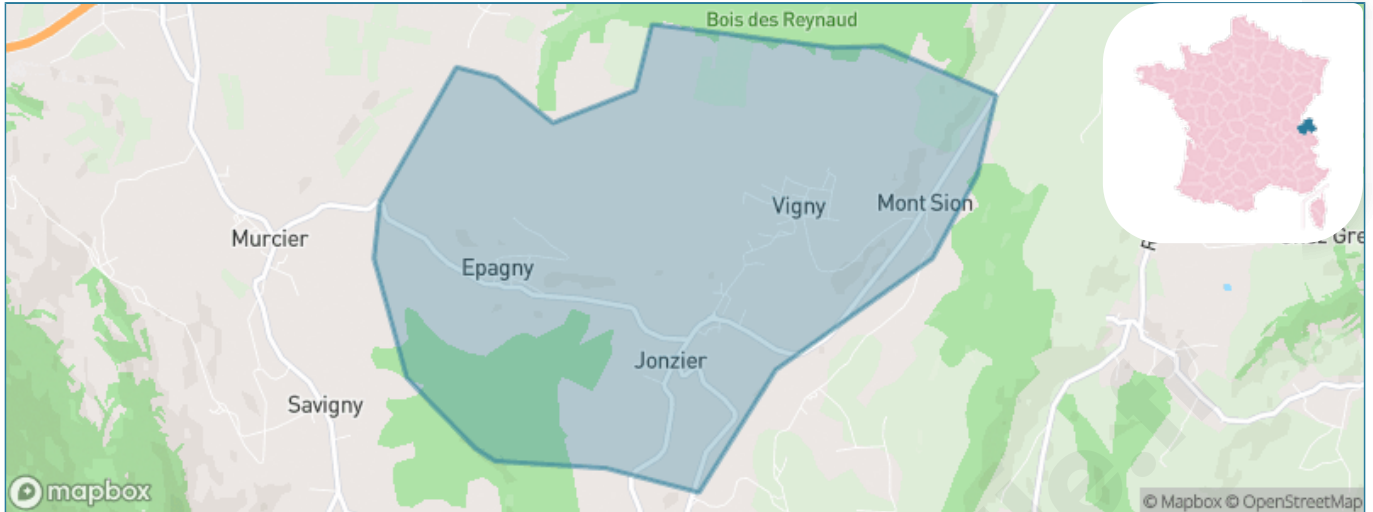 Bois des Reynaud
Vigny
Mont Sion
Murcier
Epagny
Jonzier
Savigny
mapbox
© Mapbox © OpenStreetMap